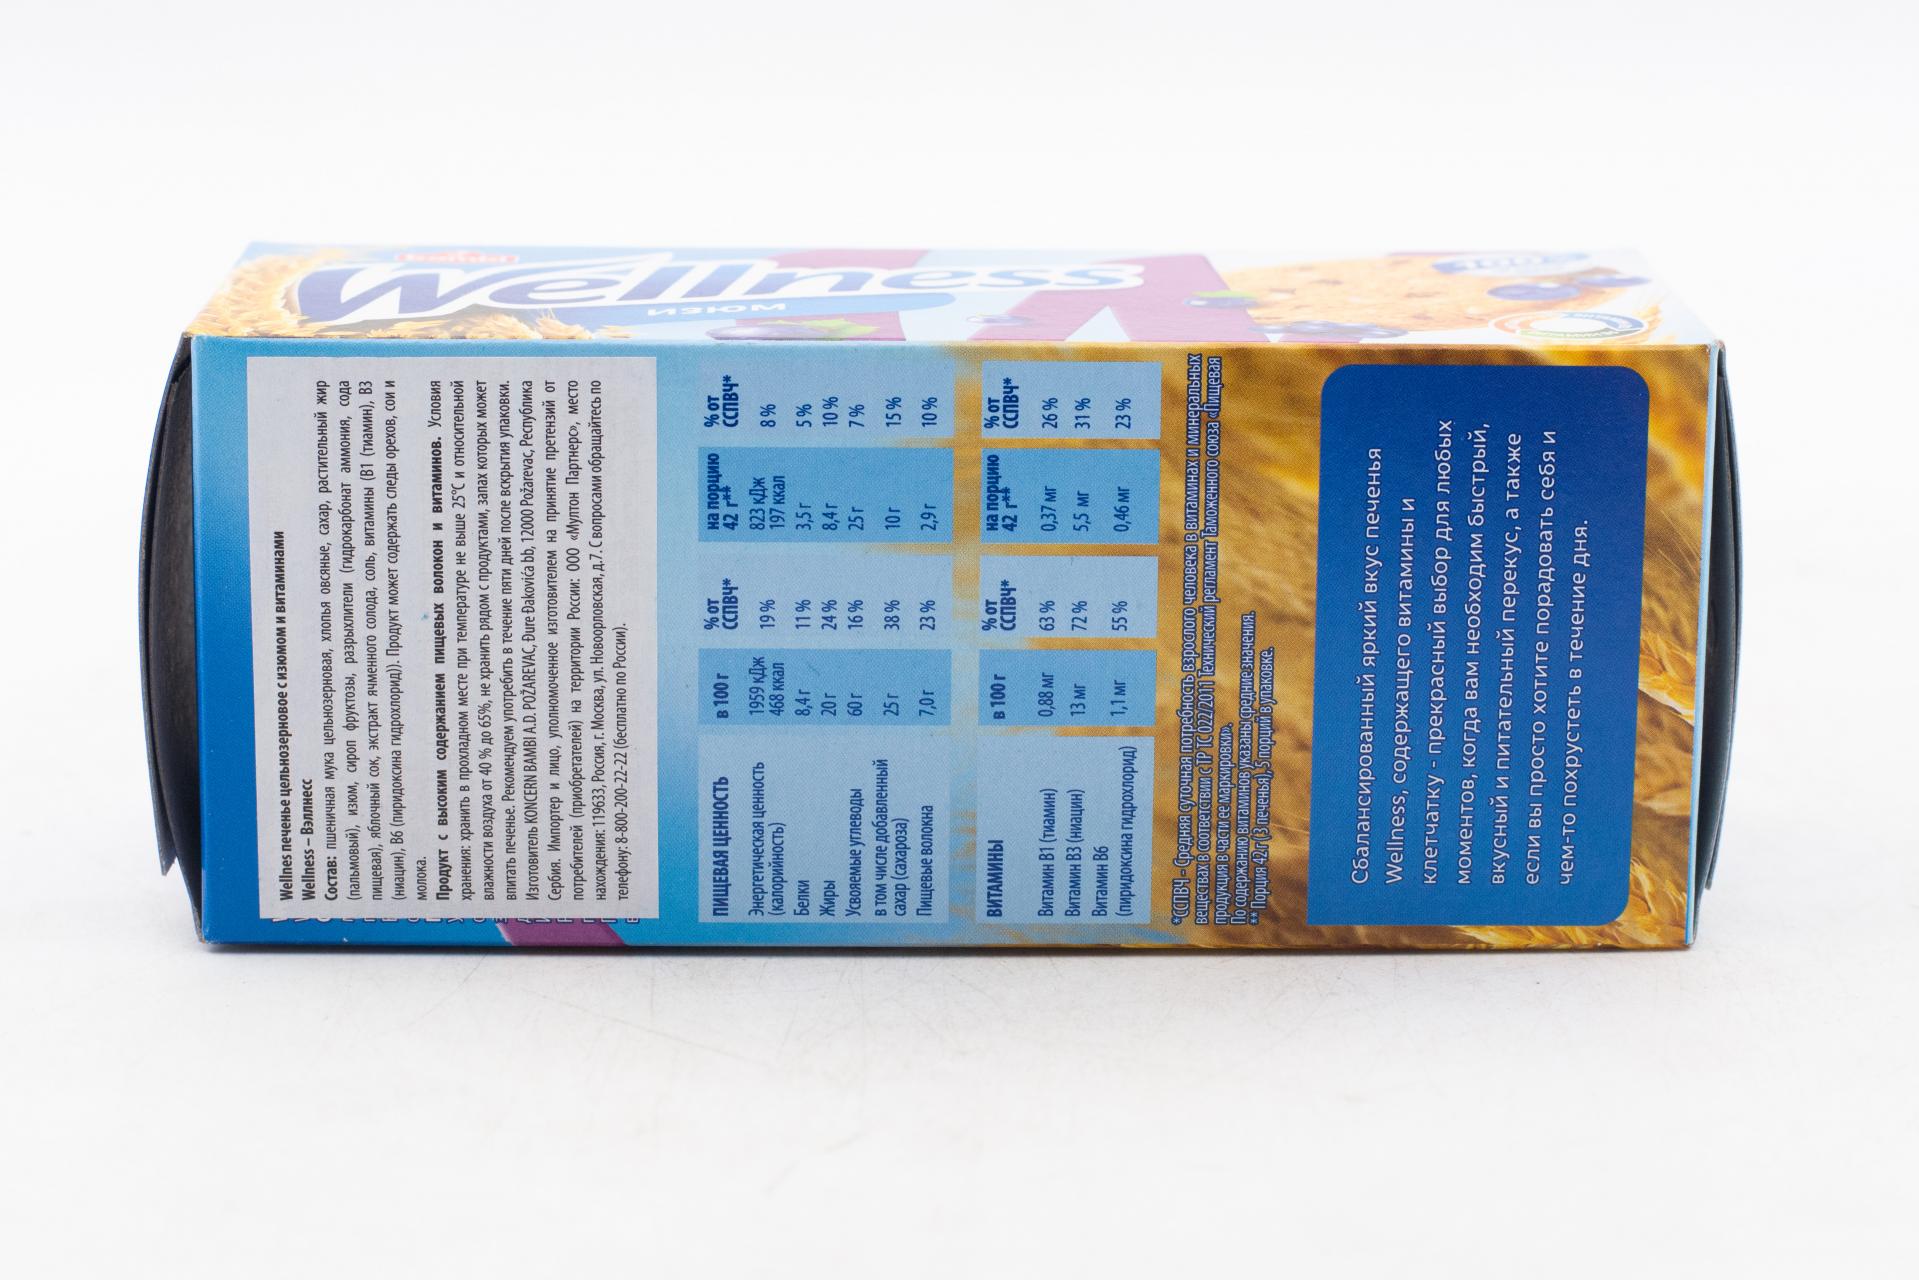 Wellness
изюм
Wellnes печенье цельнозерновое с изюмом и витаминами
Wellness – Вэллнесс
Состав: пшеничная мука цельнозерновая, хлопья овсяные, сахар, растительный жир
(пальмовый), изюм, сироп фруктозы, разрыхлители (гидрокарбонат аммония, сода
пищевая), яблочный сок, экстракт ячменного солода, соль, витамины (В1 (тиамин), В3
(ниацин), В6 (пиридоксина гидрохлорид)). Продукт может содержать следы орехов, сои и
молока.
Продукт с высоким содержанием пищевых волокон и витаминов. Условия
хранения: хранить в прохладном месте при температуре не выше 25°С и относительной
влажности воздуха от 40 % до 65%, не хранить рядом с продуктами, запах которых может
впитать печенье. Рекомендуем употребить в течение пяти дней после вскрытия упаковки.
Изготовитель KONCERN BAMBI A.D. POŽAREVAC, Đure Đakovića bb, 12000 Požarevac, Республика
Сербия. Импортер и лицо, уполномоченное изготовителем на принятие претензий от
потребителей (приобретателей) на территории России: ООО «Мултон Партнерс», место
нахождения: 119633, Россия, г. Москва, ул. Новоорловская, д.7. С вопросами обращайтесь по
телефону: 8-800-200-22-22 (бесплатно по России).
ПИЩЕВАЯ ЦЕННОСТЬ в 100 г % от ССПВЧ* на порцию 42 г** % от ССПВЧ*
Энергетическая ценность (калорийность) 1959 кДж 468 ккал 19 % 823 кДж 197 ккал 8 %
Белки 8,4 г 11 % 3,5 г 5 %
Жиры 20 г 24 % 8,4 г 10 %
Усвояемые углеводы 60 г 16 % 25 г 7 %
в том числе добавленный сахар (сахароза) 25 г 38 % 10 г 15 %
Пищевые волокна 7,0 г 23 % 2,9 г 10 %
ВИТАМИНЫ в 100 г % от ССПВЧ* на порцию 42 г** % от ССПВЧ*
Витамин В1 (тиамин) 0,88 мг 63 % 0,37 мг 26 %
Витамин В3 (ниацин) 13 мг 72 % 5,5 мг 31 %
Витамин В6 (пиридоксина гидрохлорид) 1,1 мг 55 % 0,46 мг 23 %
*ССПВЧ - Средняя суточная потребность взрослого человека в витаминах и минеральных
веществах в соответствии с ТР ТС 022/2011 Технический регламент Таможенного союза «Пищевая
продукция в части ее маркировки».
По содержанию витаминов указаны средние значения.
** Порция 42г (3 печенья), 5 порций в упаковке.
Сбалансированный яркий вкус печенья
Wellness, содержащего витамины и
клетчатку - прекрасный выбор для любых
моментов, когда вам необходим быстрый,
вкусный и питательный перекус, а также
если вы просто хотите порадовать себя и
чем-то похрустеть в течение дня.